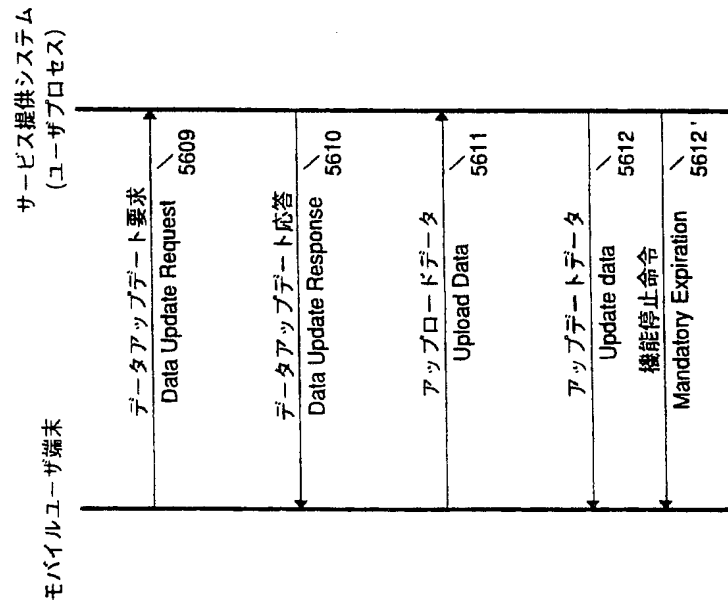 サービス提供システム
(ユーザプロセス)
モバイルユーザ端末
データアップデート要求
Data Update Request
5609
データアップデート応答
Data Update Response
5610
アップロードデータ
Upload Data
5611
アップデートデータ
Update data
5612
機能停止命令
Mandatory Expiration
5612'